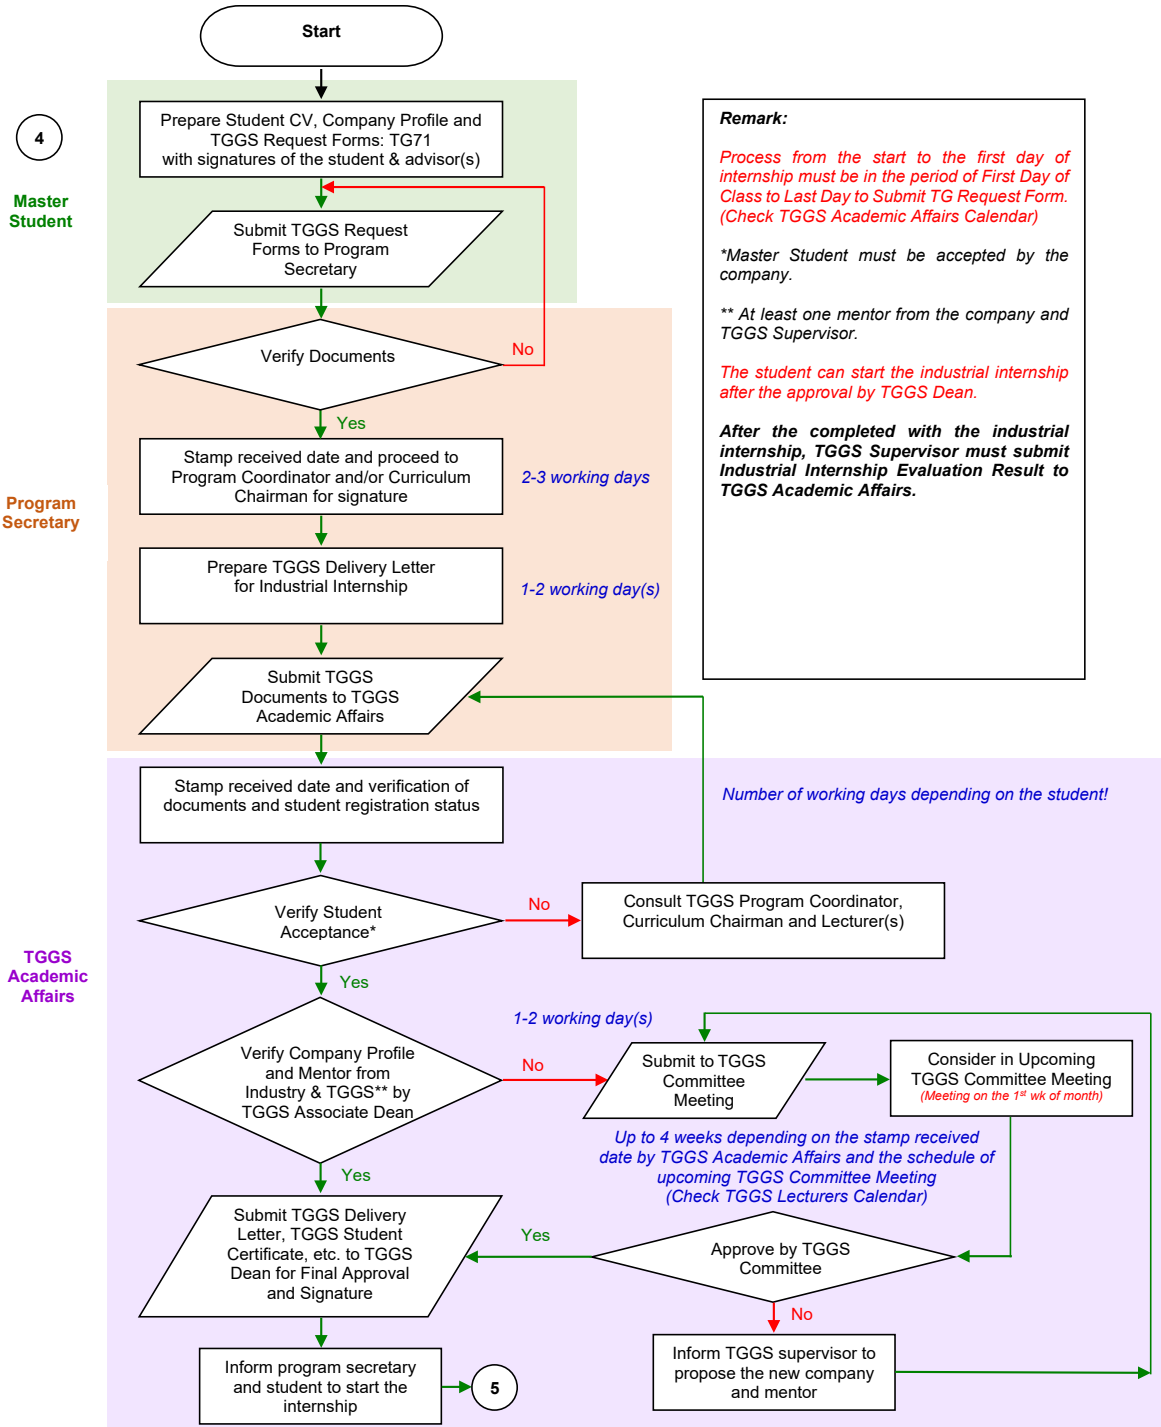 Start
4
Master
Student
Prepare Student CV, Company Profile and
TGGS Request Forms: TG71
with signatures of the student & advisor(s)
Submit TGGS Request
Forms to Program
Secretary
Remark:
Process from the start to the first day of
internship must be in the period of First Day of
Class to Last Day to Submit TG Request Form.
(Check TGGS Academic Affairs Calendar)
*Master Student must be accepted by the
company.
** At least one mentor from the company and
TGGS Supervisor.
The student can start the industrial internship
after the approval by TGGS Dean.
After the completed with the industrial
internship, TGGS Supervisor must submit
Industrial Internship Evaluation Result to
TGGS Academic Affairs.
Program
Secretary
Verify Documents
No
Yes
Stamp received date and proceed to
Program Coordinator and/or Curriculum
Chairman for signature
2-3 working days
Prepare TGGS Delivery Letter
for Industrial Internship
1-2 working day(s)
Submit TGGS
Documents to TGGS
Academic Affairs
TGGS
Academic
Affairs
Stamp received date and verification of
documents and student registration status
Number of working days depending on the student!
Verify Student
Acceptance*
No
Consult TGGS Program Coordinator,
Curriculum Chairman and Lecturer(s)
Yes
1-2 working day(s)
Verify Company Profile
and Mentor from
Industry & TGGS** by
TGGS Associate Dean
No
Submit to TGGS
Committee
Meeting
Consider in Upcoming
TGGS Committee Meeting
(Meeting on the 1st wk of month)
Up to 4 weeks depending on the stamp received
date by TGGS Academic Affairs and the schedule of
upcoming TGGS Committee Meeting
(Check TGGS Lecturers Calendar)
Yes
Submit TGGS Delivery
Letter, TGGS Student
Certificate, etc. to TGGS
Dean for Final Approval
and Signature
Yes
Approve by TGGS
Committee
No
Inform TGGS supervisor to
propose the new company
and mentor
Inform program secretary
and student to start the
internship
5